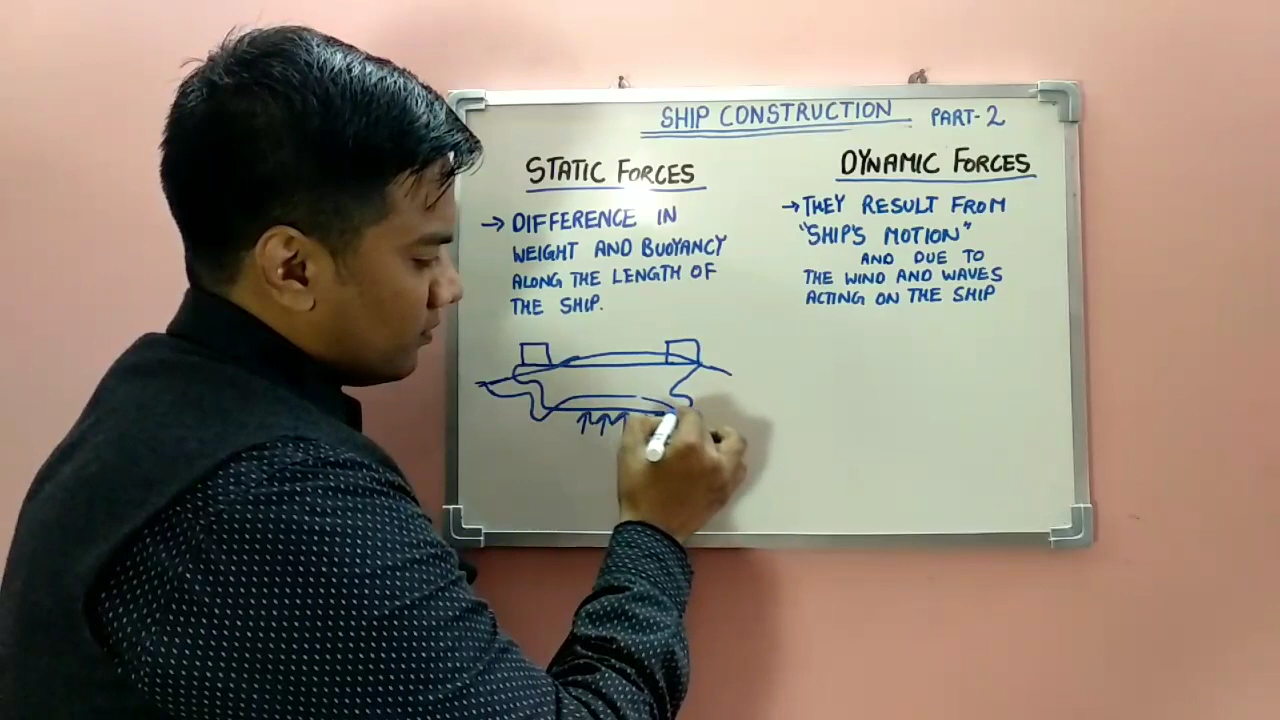 SHIP CONSTRUCTION PART-2
STATIC FORCES
→ DIFFERENCE IN
WEIGHT AND BUOYANCY
ALONG THE LENGTH OF
THE SHIP.
DYNAMIC FORCES
→ THEY RESULT FROM
"SHIP'S MOTION"
AND DUE TO
THE WIND AND WAVES
ACTING ON THE SHIP